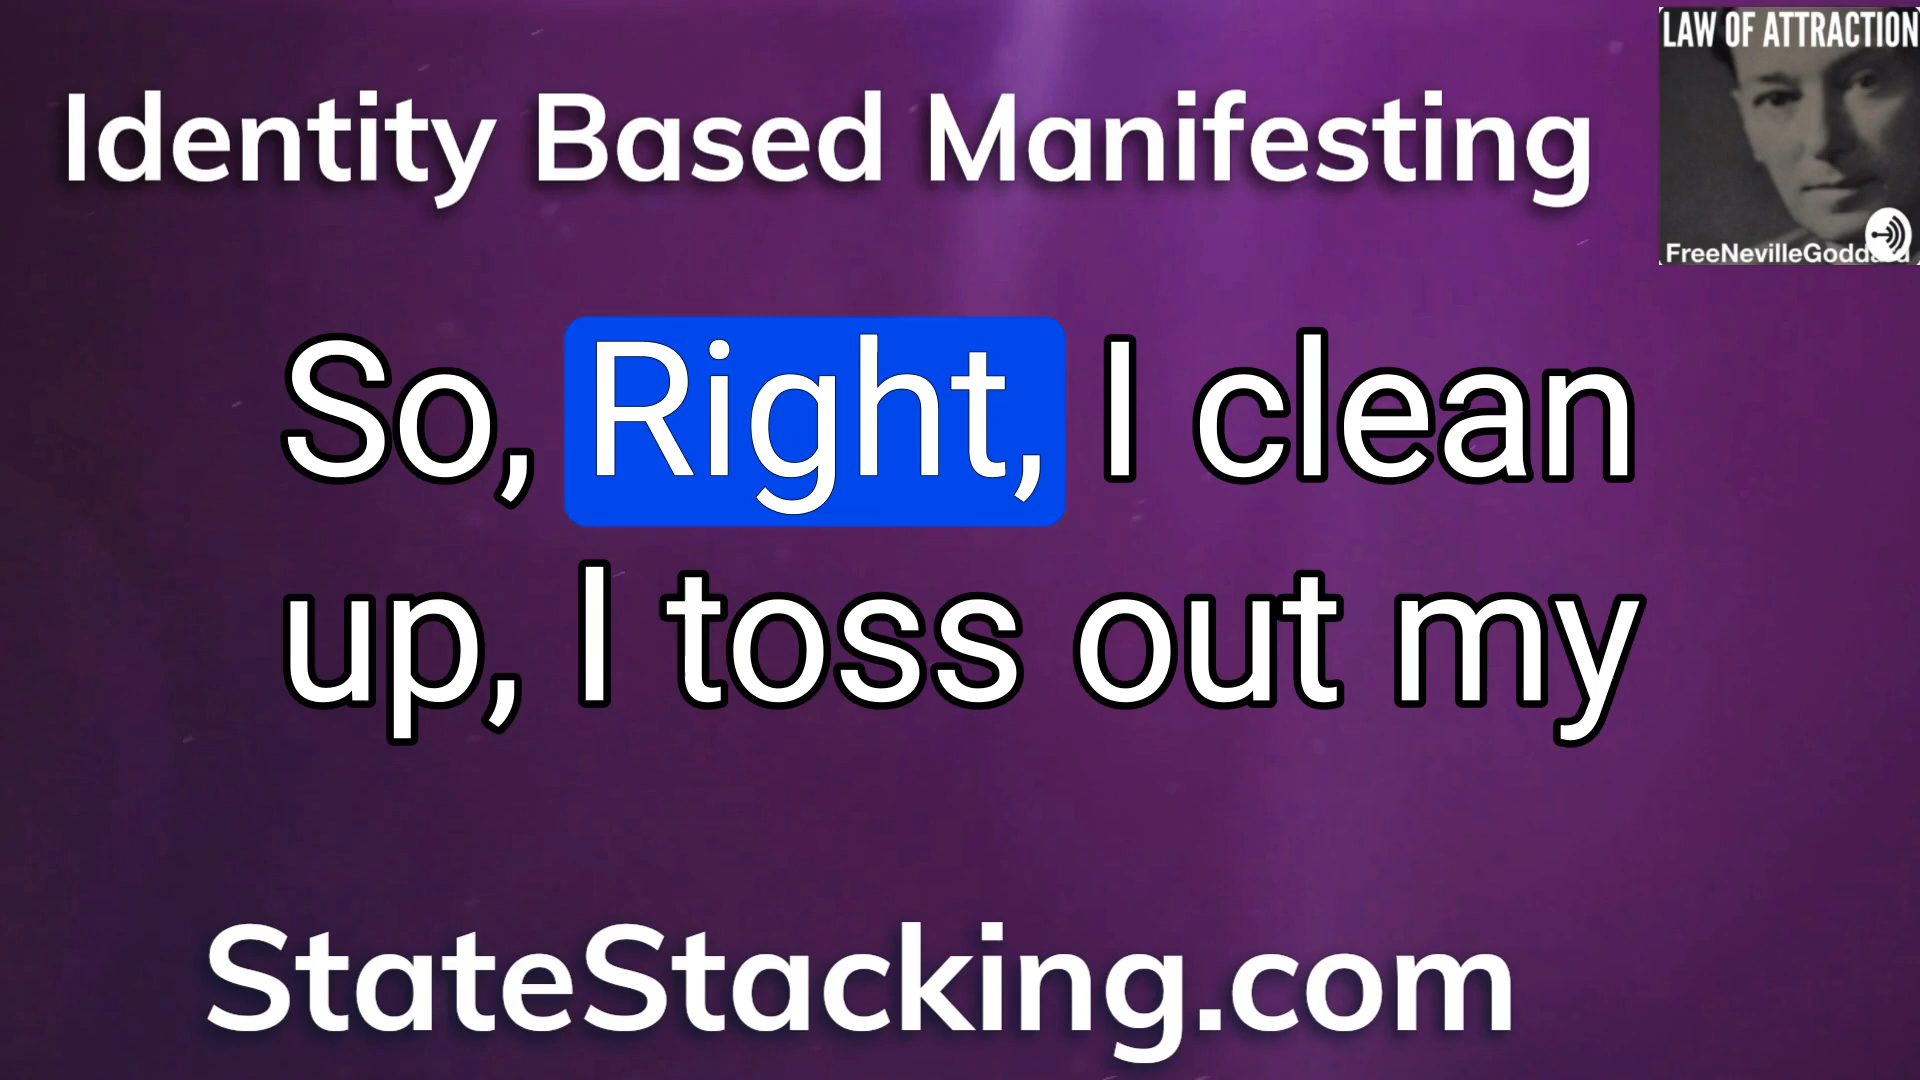 LAW OF ATTRACTION
Identity Based Manifesting
So, Right, I clean
up, I toss out my
StateStacking.com